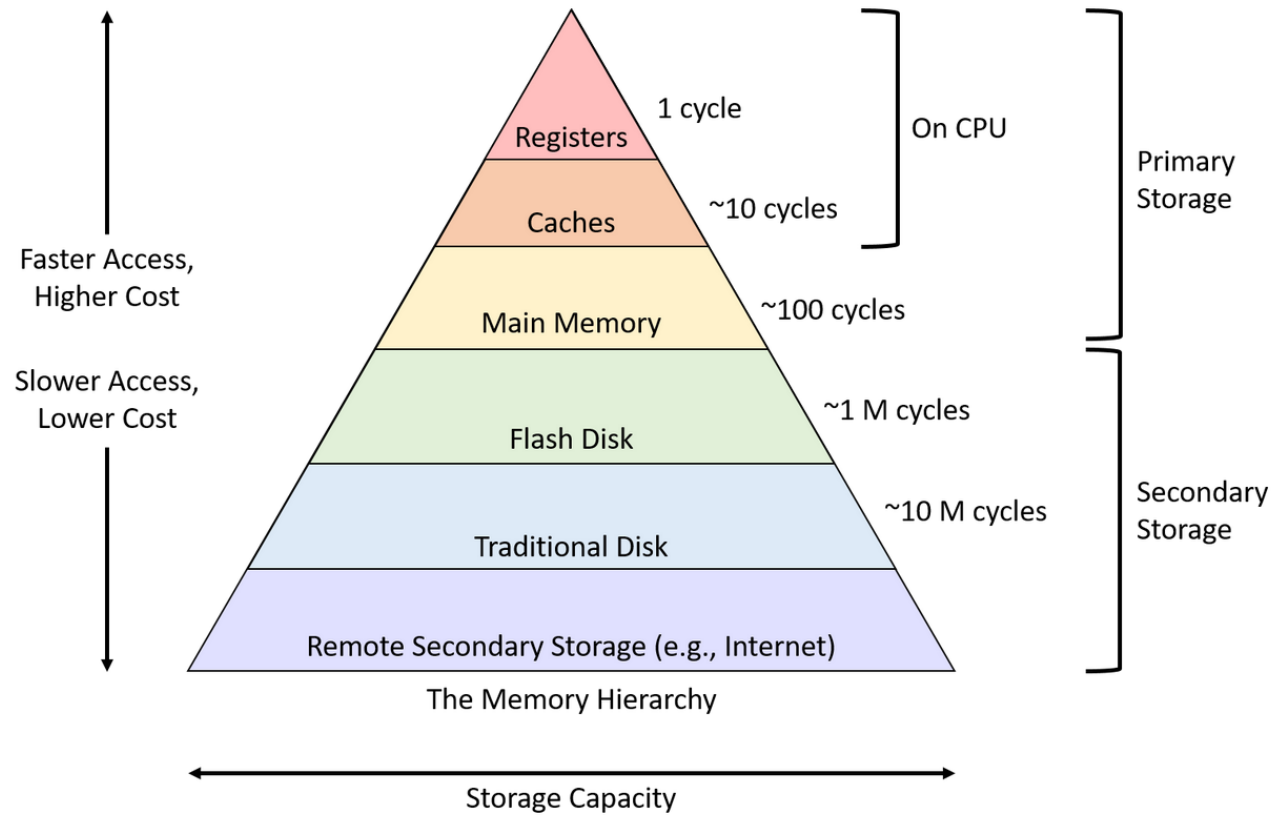 Registers
1 cycle
On CPU
Primary
Storage
Caches
~10 cycles
Faster Access,
Higher Cost
Main Memory
~100 cycles
Slower Access,
Lower Cost
Flash Disk
~1 M cycles
Secondary
Storage
Traditional Disk
~10 M cycles
Remote Secondary Storage (e.g., Internet)
The Memory Hierarchy
Storage Capacity